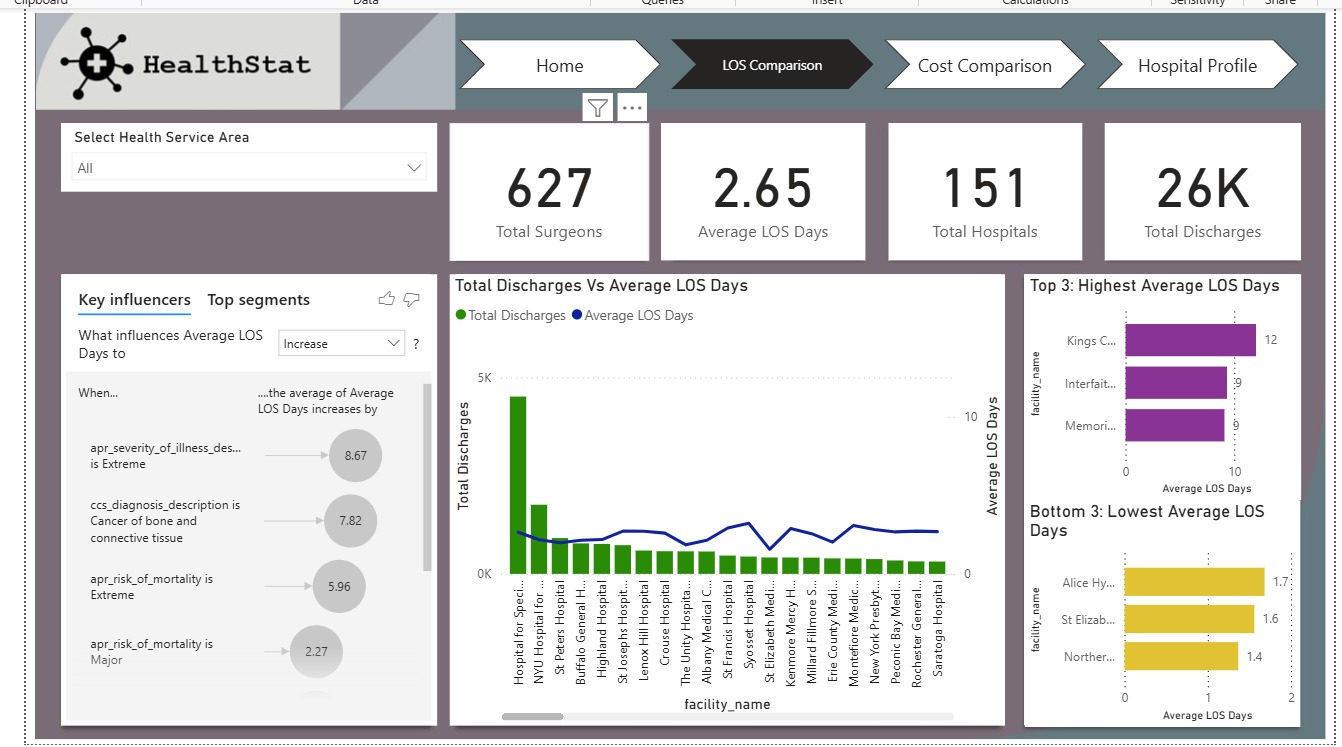 Clipboard
Data
Queries
Insert
Calculations
Sensitivity
Share
HealthStat
Home
LOS Comparison
Cost Comparison
Hospital Profile
Select Health Service Area
All
627
Total Surgeons
2.65
Average LOS Days
151
Total Hospitals
26K
Total Discharges
Key influencers
Top segments
What influences Average LOS
Days to
Increase
?
When...
....the average of Average
LOS Days increases by
apr_severity_of_illness_des...
is Extreme
8.67
ccs_diagnosis_description is
Cancer of bone and
connective tissue
7.82
apr_risk_of_mortality is
Extreme
5.96
apr_risk_of_mortality is
Major
2.27
Total Discharges Vs Average LOS Days
Total Discharges
Average LOS Days
5K
0K
Total Discharges
10
0
Average LOS Days
Hospital for Speci...
NYU Hospital for ...
St Peters Hospital
Buffalo General H...
Highland Hospital
St Josephs Hospit...
Lenox Hill Hospital
Crouse Hospital
The Unity Hospita...
Albany Medical C...
St Francis Hospital
Syosset Hospital
St Elizabeth Medi...
Kenmore Mercy H...
Millard Fillmore S...
Erie County Medi...
Montefiore Medic...
New York Presbyt...
Peconic Bay Medi...
Rochester General...
Saratoga Hospital
facility_name
Top 3: Highest Average LOS Days
facility_name
Kings C...
12
Interfait...
9
Memori...
9
0
10
Average LOS Days
Bottom 3: Lowest Average LOS
Days
facility_name
Alice Hy...
1.7
St Elizab...
1.6
Norther...
1.4
0
1
2
Average LOS Days